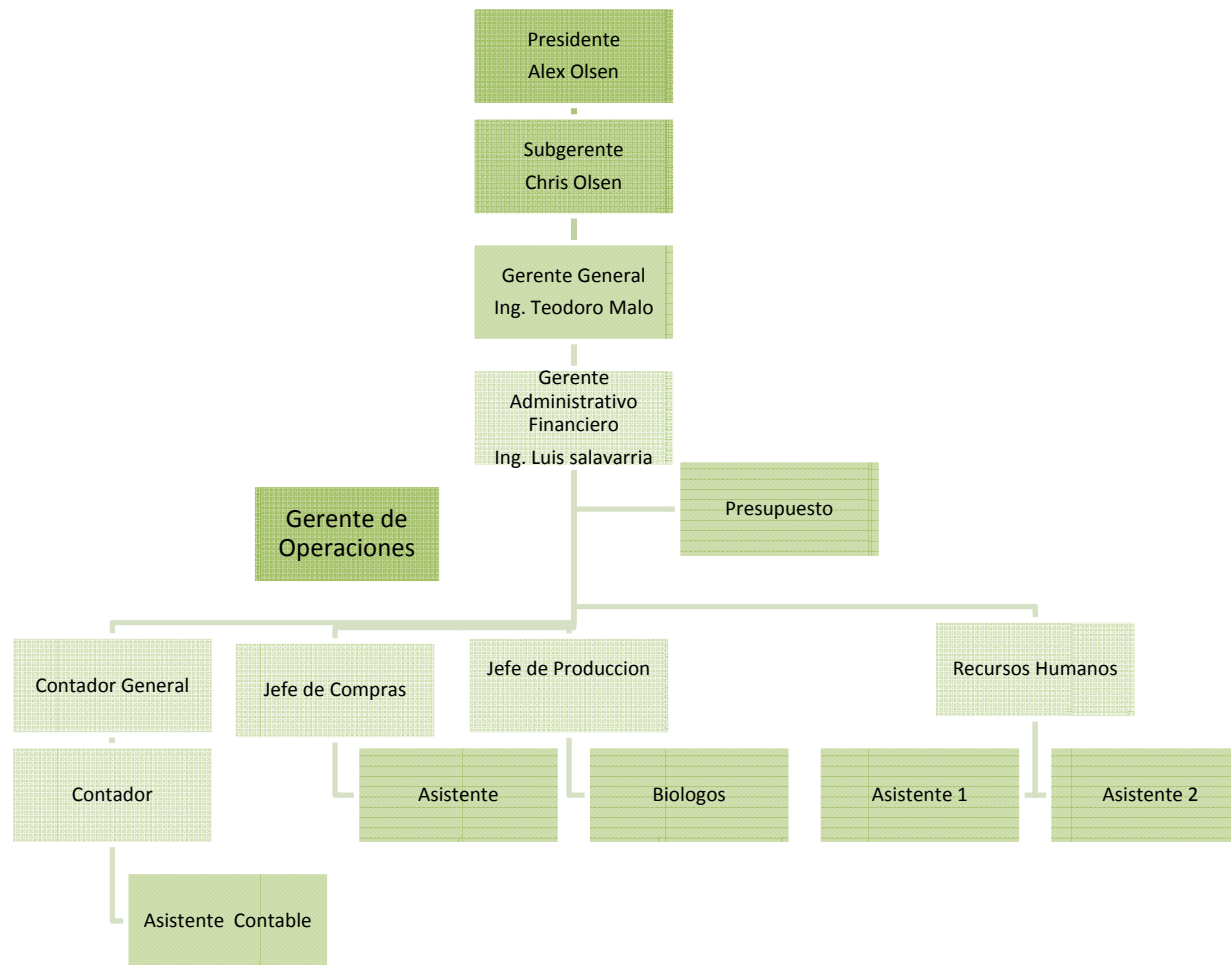 Presidente
Alex Olsen
Subgerente
Chris Olsen
Gerente General
Ing. Teodoro Malo
Gerente
Administrativo
Financiero
Ing. Luis salavarria
Presupuesto
Gerente de
Operaciones
Contador General
Jefe de Compras
Jefe de Produccion
Recursos Humanos
Contador
Asistente
Biologos
Asistente 1
Asistente 2
Asistente Contable